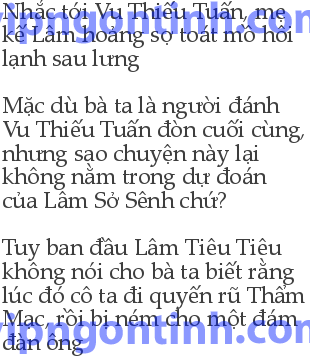 Nhắc tới Vu Thiếu Tuấn, mẹ
kế Lâm hoảng sợ toát mồ hôi
lạnh sau lưng
Mặc dù bà ta là người đánh
Vu Thiếu Tuấn đòn cuối cùng,
nhưng sao chuyện này lại
không nằm trong dự đoán
của Lâm Sở Sênh chứ?
Tuy ban đầu Lâm Tiêu Tiêu
không nói cho bà ta biết rằng
lúc đó cô ta đi quyến rũ Thẩm
Mạc, rồi bị ném cho một đám
đàn ông